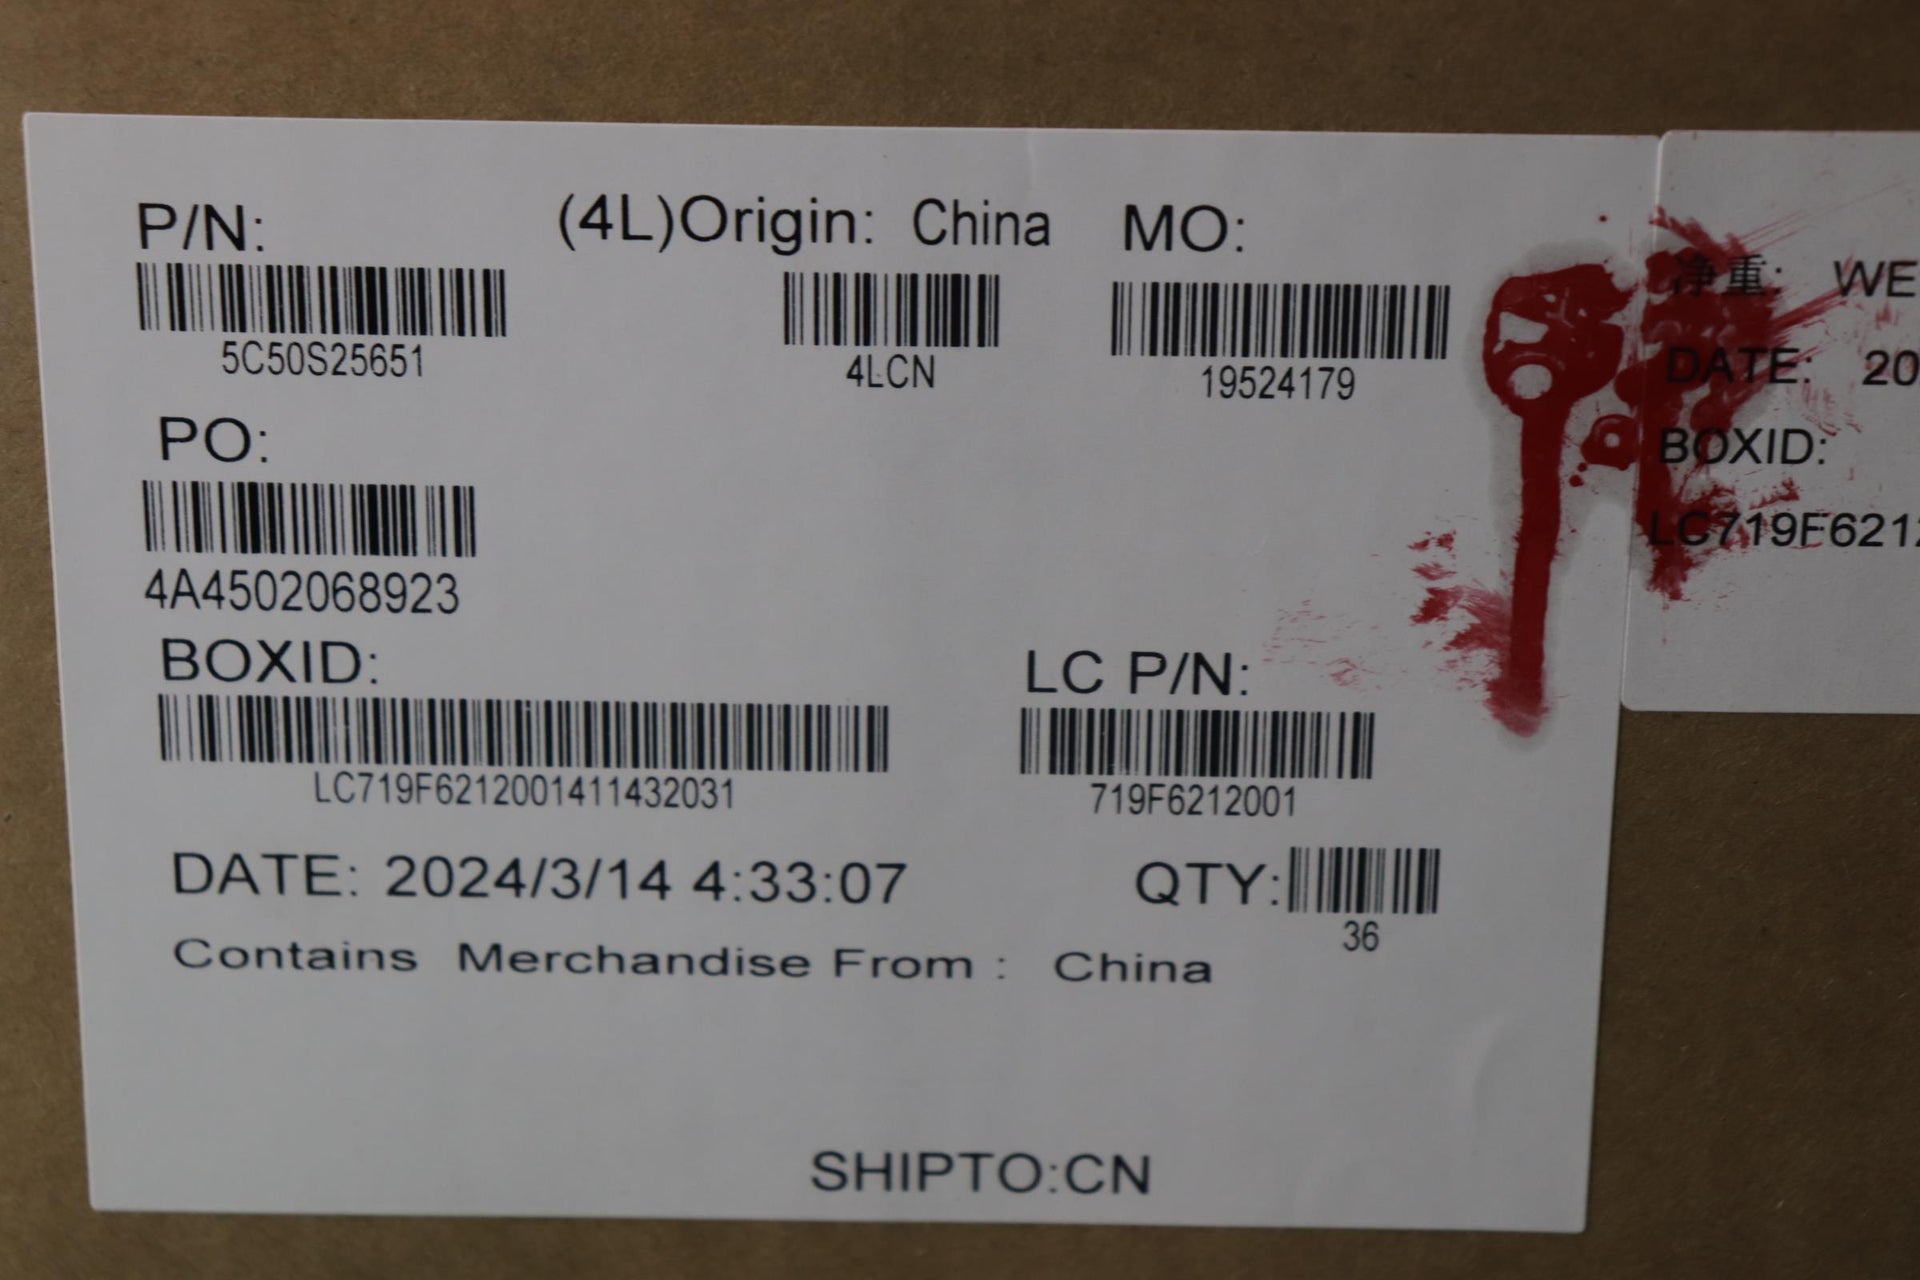 P/N: (4L)Origin: China MO:
5C50S25651 4LCN 19524179
PO:
4A4502068923
BOXID: LC P/N:
LC719F6212001411432031 719F6212001
DATE: 2024/3/14 4:33:07 QTY:
36
Contains Merchandise From : China
SHIPTO:CN
净重: WE
DATE: 20
BOXID:
LC719F6212